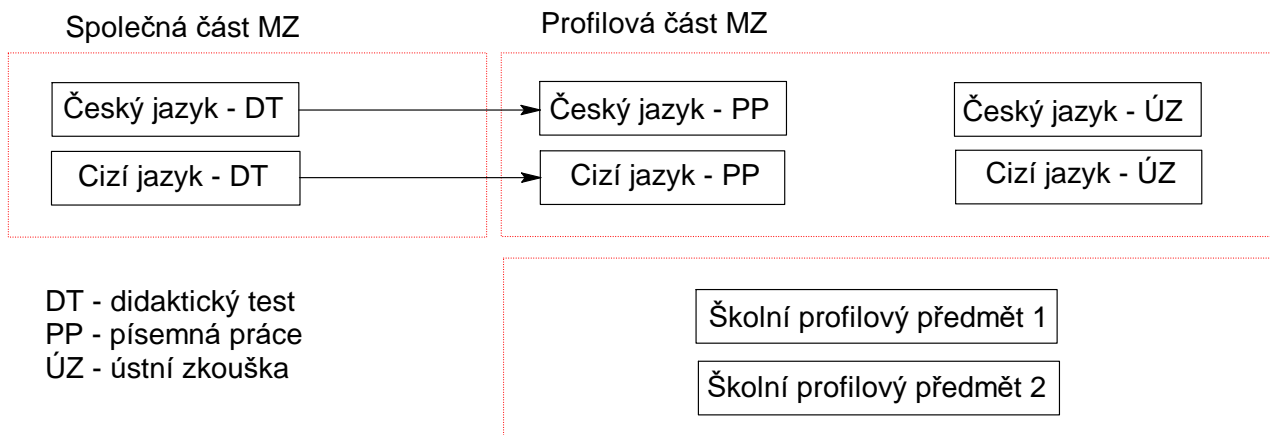 Společná část MZ
Profilová část MZ
Český jazyk - DT
Český jazyk - PP
Český jazyk - ÚZ
Cizí jazyk - DT
Cizí jazyk - PP
Cizí jazyk - ÚZ
DT - didaktický test
PP - písemná práce
ÚZ - ústní zkouška
Školní profilový předmět 1
Školní profilový předmět 2